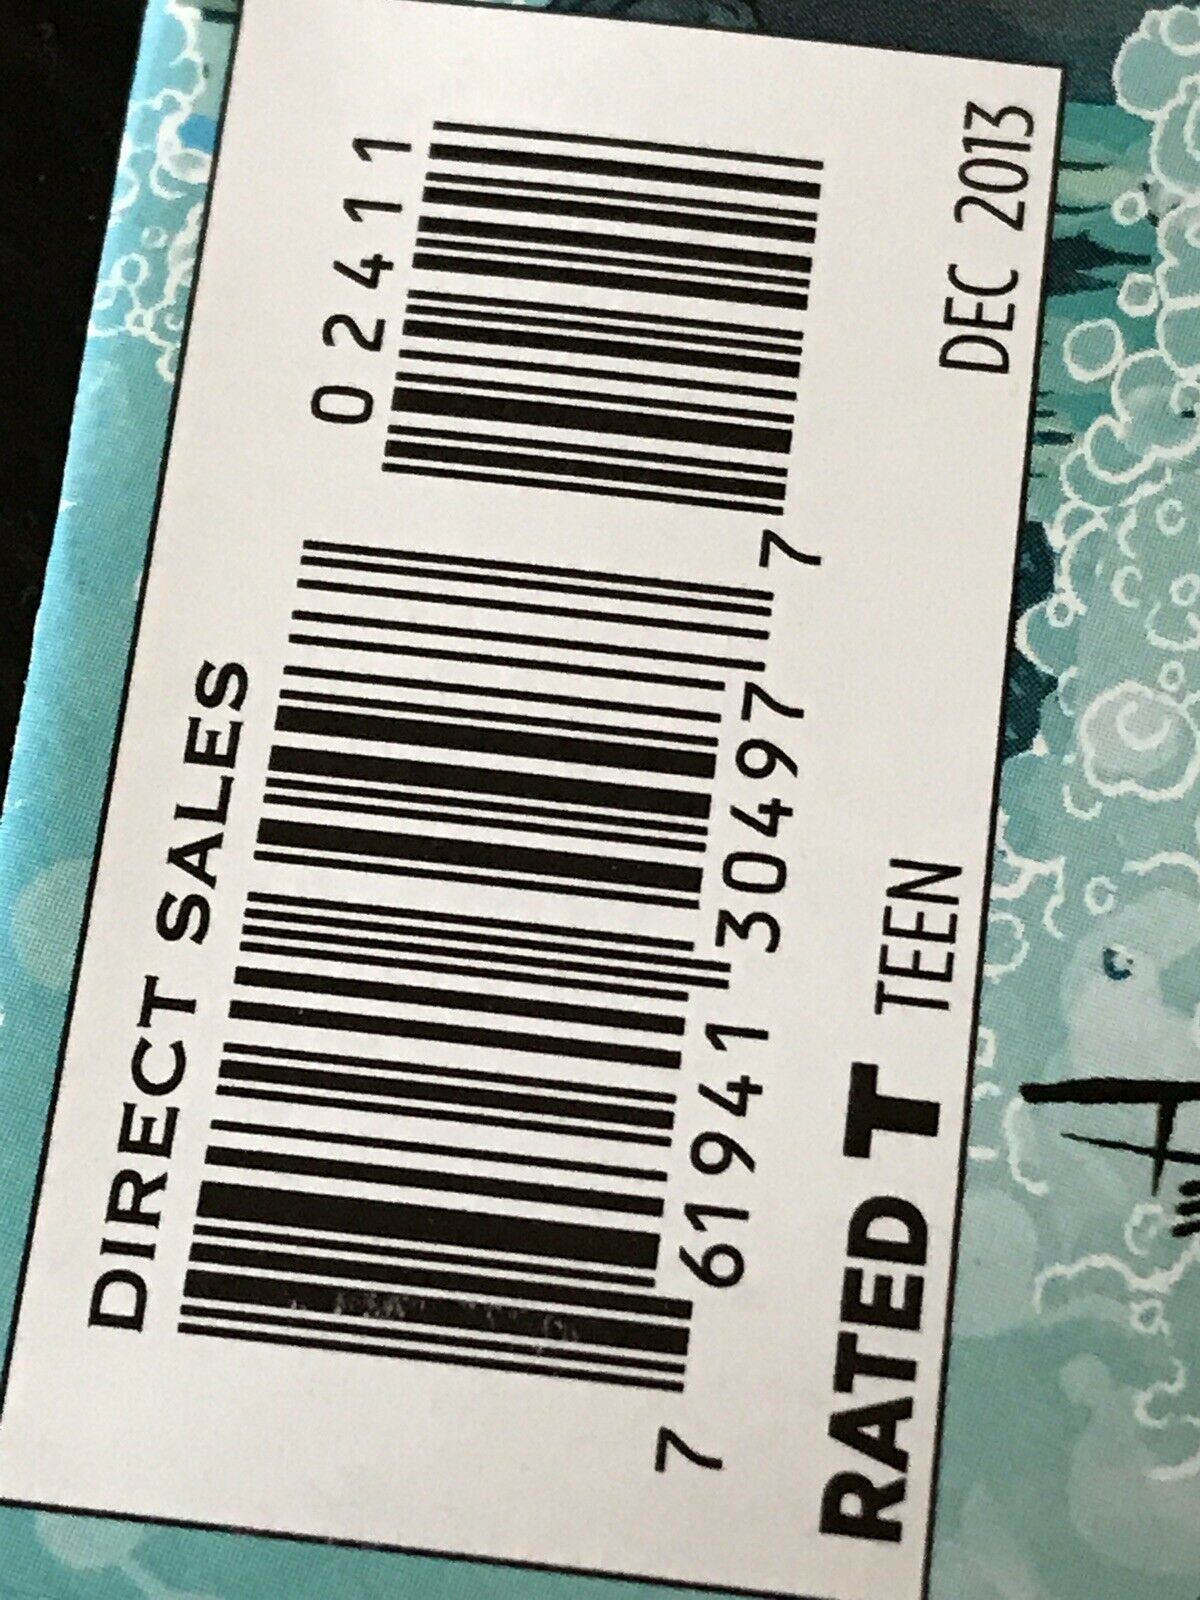 DIRECT SALES
0 2 4 1 1
7 61941 30497 7
RATED T TEEN
DEC 2013